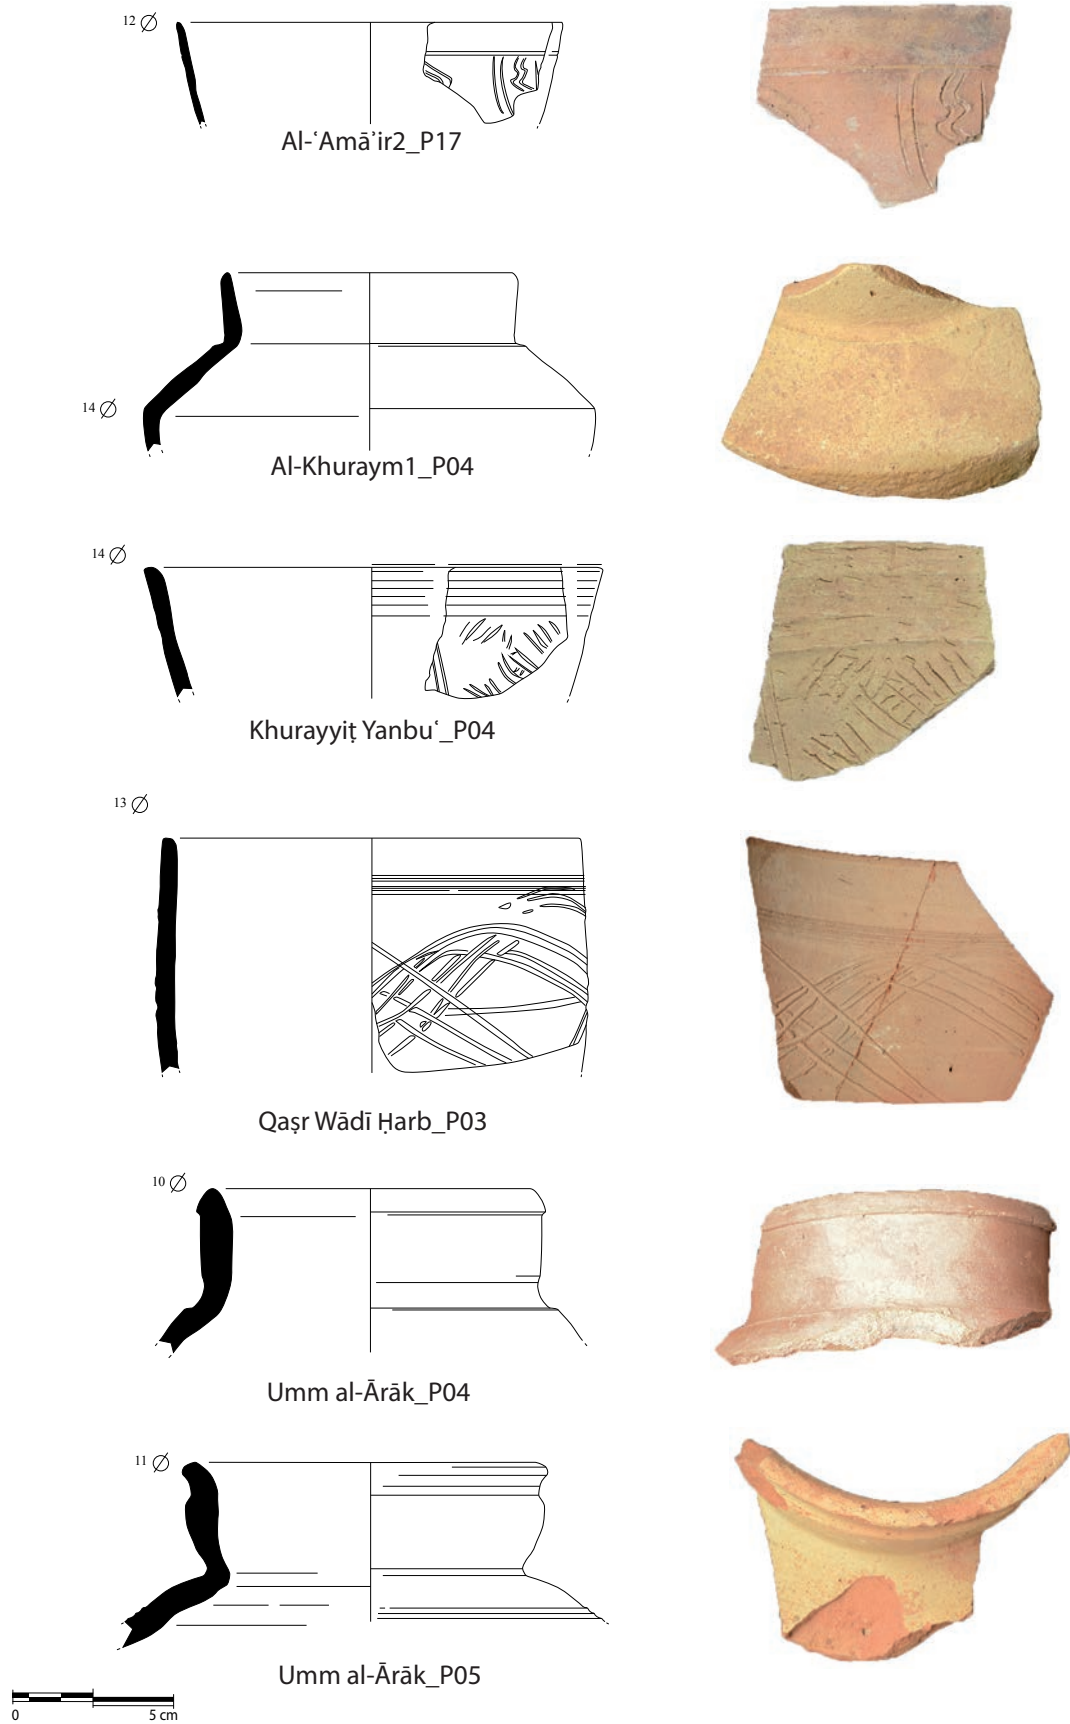 12 ∅
Al-ʿAmāʾir2_P17
14 ∅
Al-Khuraym1_P04
14 ∅
Khurayyiṭ Yanbuʿ_P04
13 ∅
Qaṣr Wādī Ḥarb_P03
10 ∅
Umm al-Ārāk_P04
11 ∅
Umm al-Ārāk_P05
0 5 cm